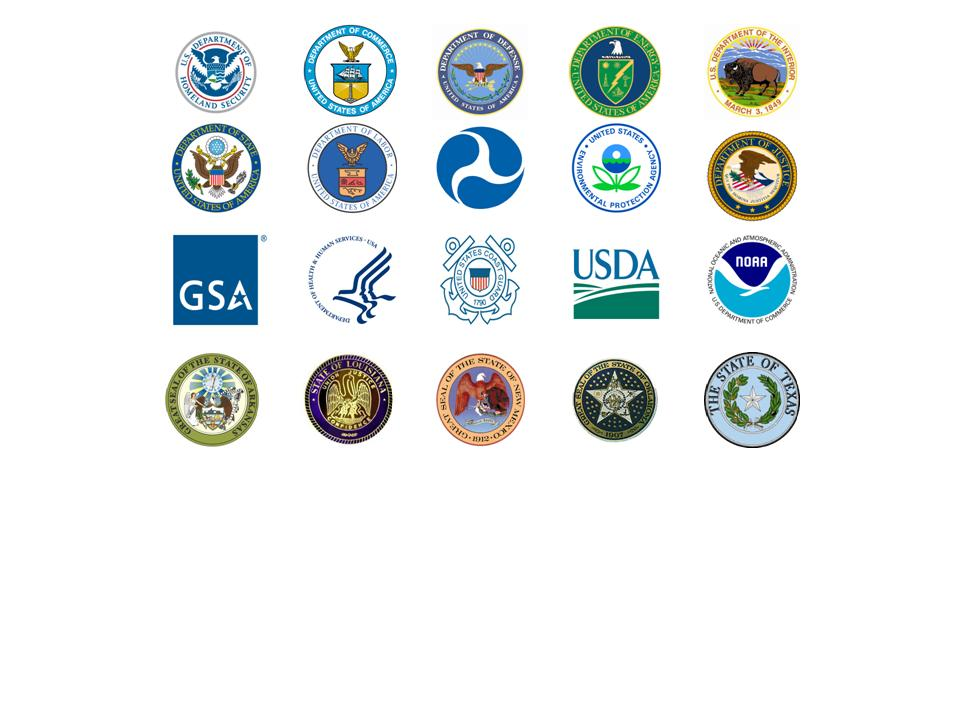 U.S. DEPARTMENT OF HOMELAND SECURITY
DEPARTMENT OF COMMERCE UNITED STATES OF AMERICA
DEPARTMENT OF DEFENSE UNITED STATES OF AMERICA
DEPARTMENT OF ENERGY UNITED STATES OF AMERICA
U.S. DEPARTMENT OF THE INTERIOR MARCH 3, 1849
DEPARTMENT OF STATE UNITED STATES OF AMERICA
DEPARTMENT OF LABOR UNITED STATES OF AMERICA
UNITED STATES ENVIRONMENTAL PROTECTION AGENCY
DEPARTMENT OF JUSTICE
GSA ®
DEPARTMENT OF HEALTH & HUMAN SERVICES · USA
UNITED STATES COAST GUARD 1790
USDA
NATIONAL OCEANIC AND ATMOSPHERIC ADMINISTRATION
NOAA
U.S. DEPARTMENT OF COMMERCE
GREAT SEAL OF THE STATE OF ARKANSAS
STATE OF LOUISIANA
UNION JUSTICE
CONFIDENCE
GREAT SEAL OF THE STATE OF NEW MEXICO ·1912·
GREAT SEAL OF THE STATE OF OKLAHOMA 1907
THE STATE OF TEXAS